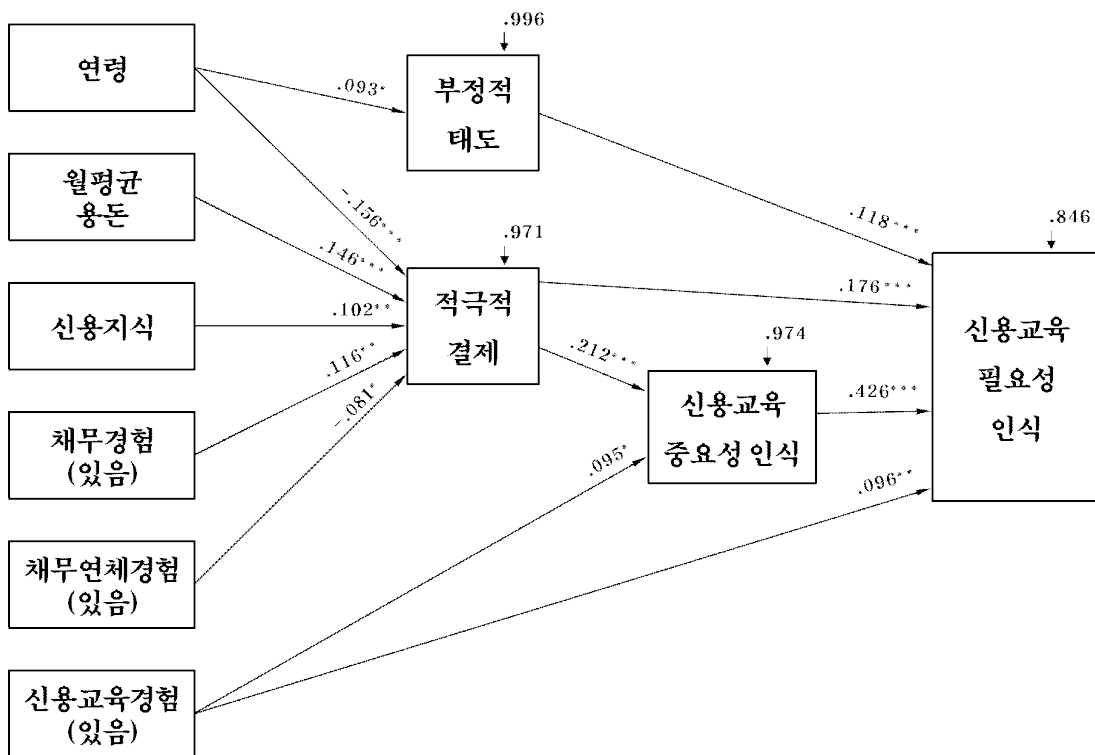 연령
월평균
용돈
신용지식
채무경험
(있음)
채무연체경험
(있음)
신용교육경험
(있음)
.996
.093*
부정적
태도
-.156***
.146***
.102**
.116**
-.081*
.971
적극적
결제
.118***
.176***
.212***
.974
신용교육
중요성 인식
.095*
.426***
.096**
.846
신용교육
필요성
인식